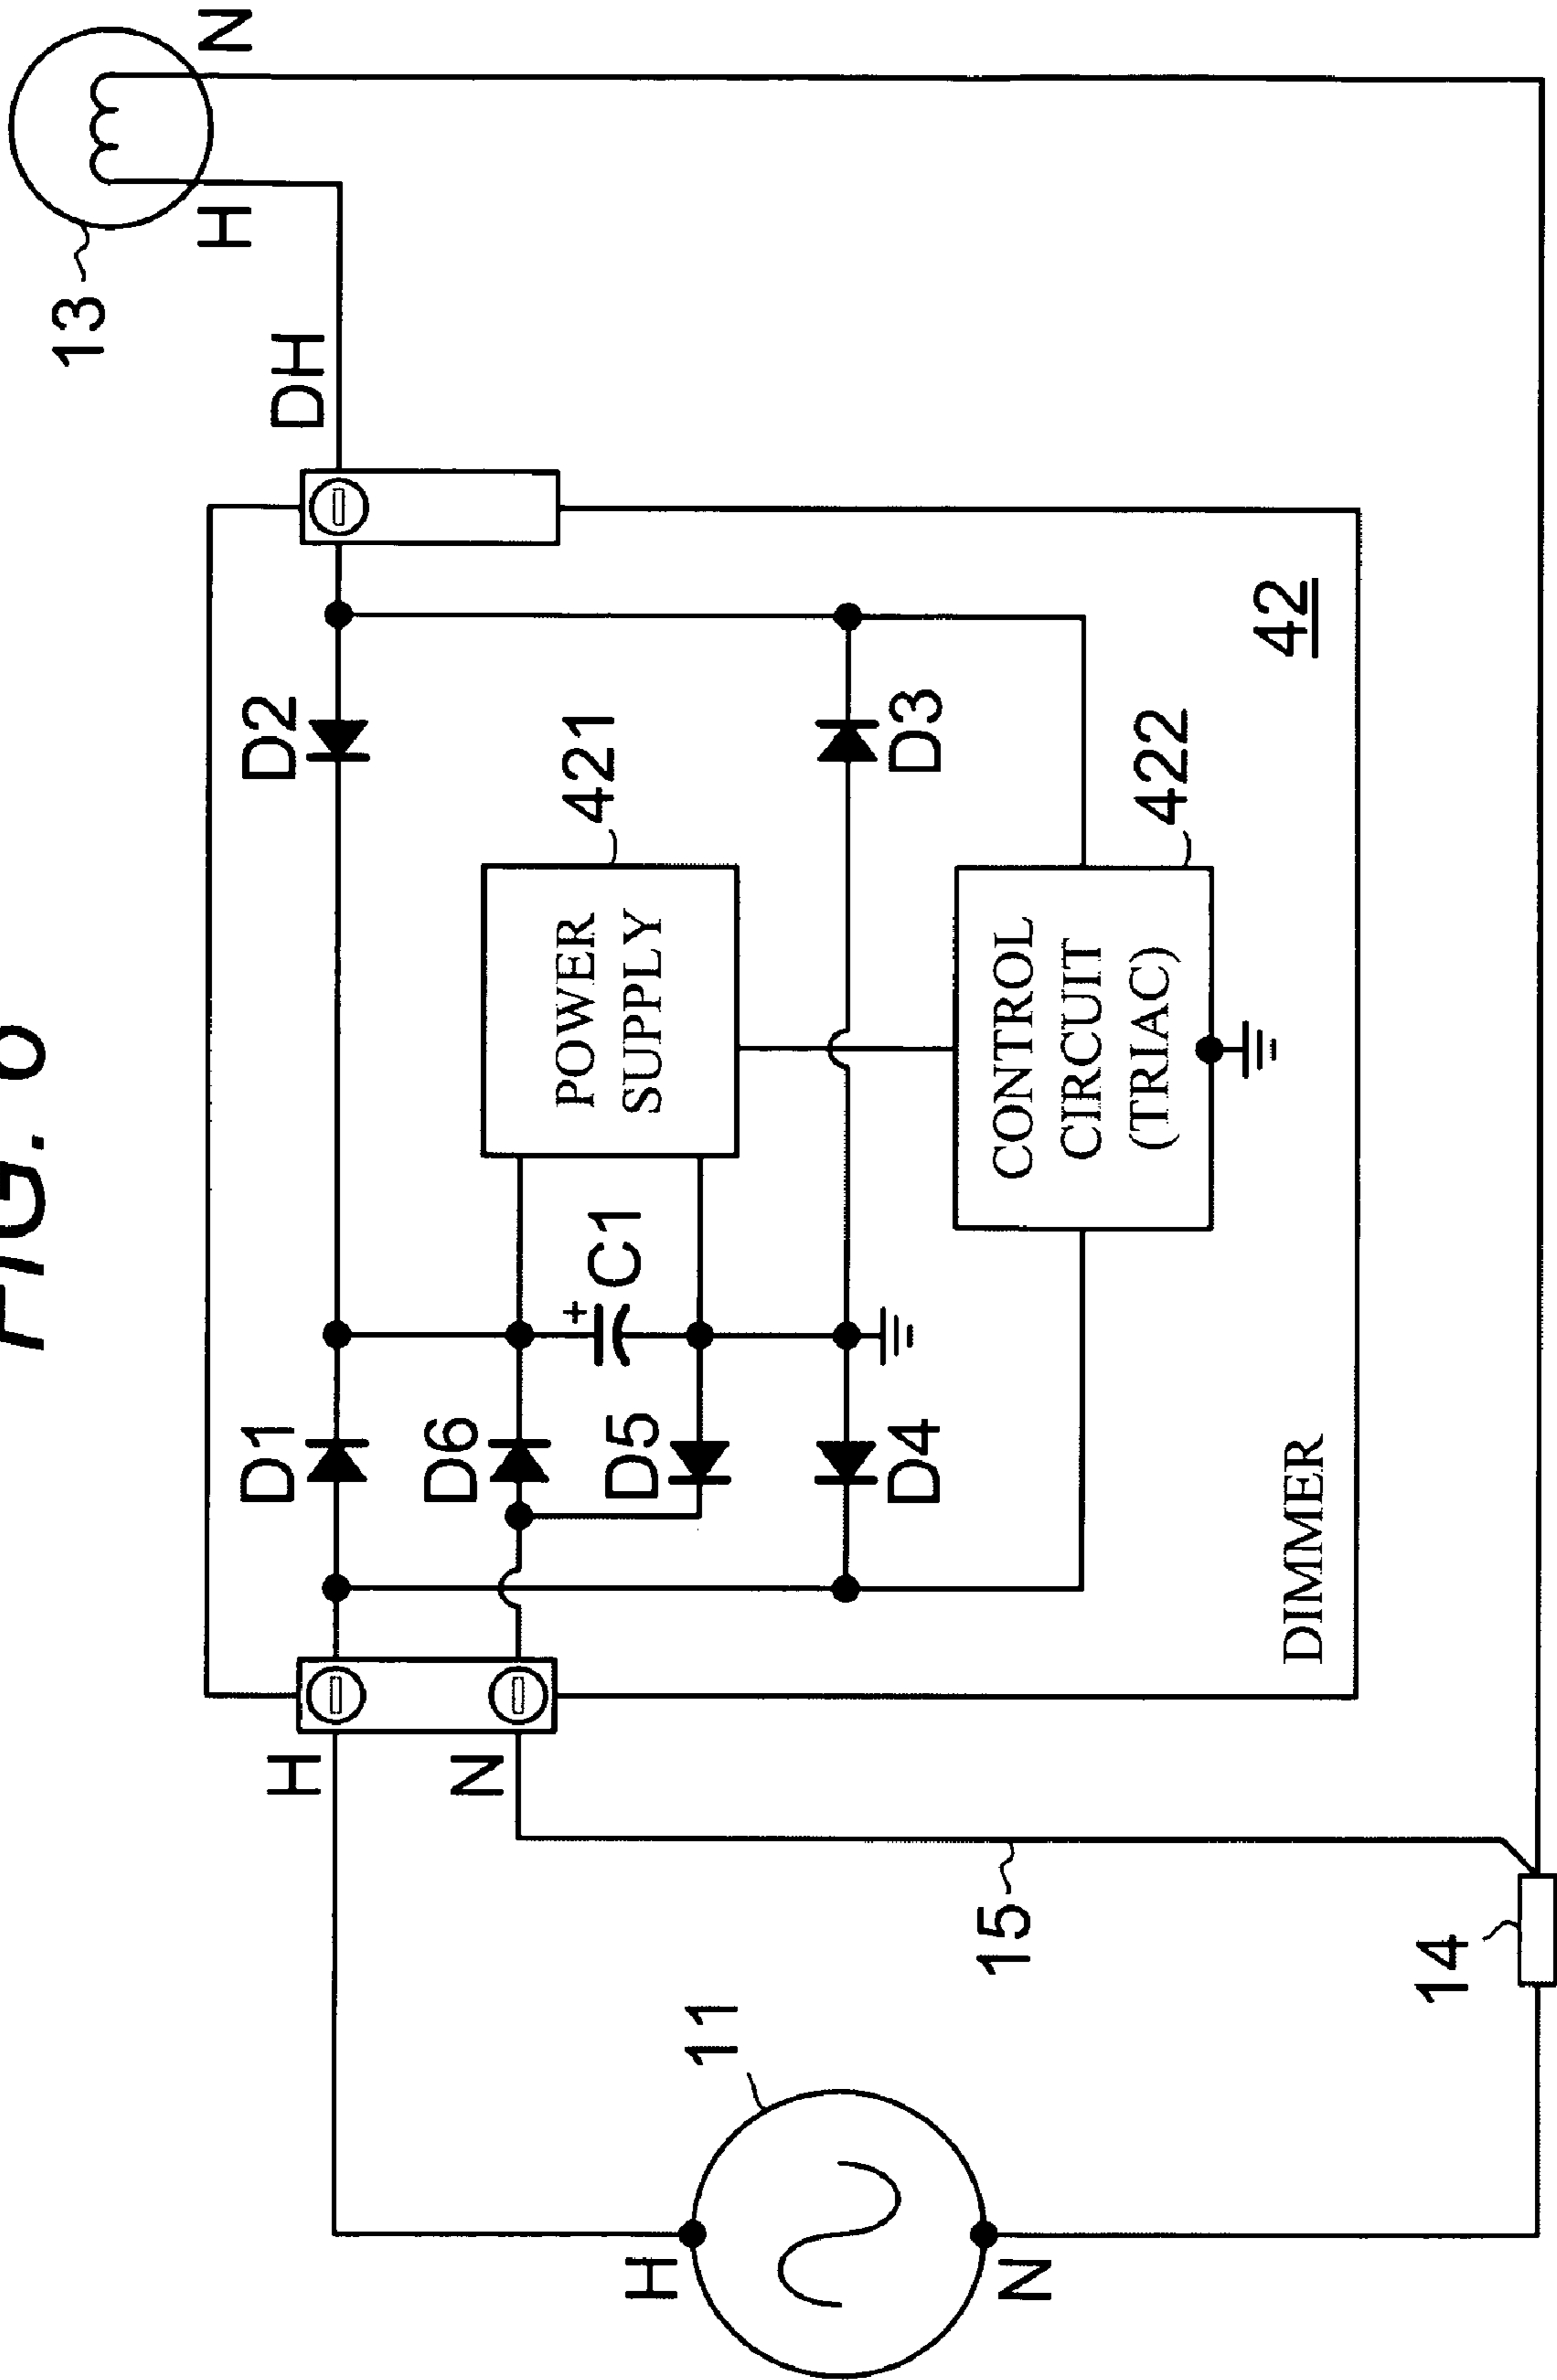 FIG.
13
H
N
H
D1
D2
DH
N
D6
D5
C1
+
POWER
SUPPLY
421
H
11
N
D4
D3
15
CONTROL
CIRCUIT
(TRIAC)
422
DIMMER
42
14